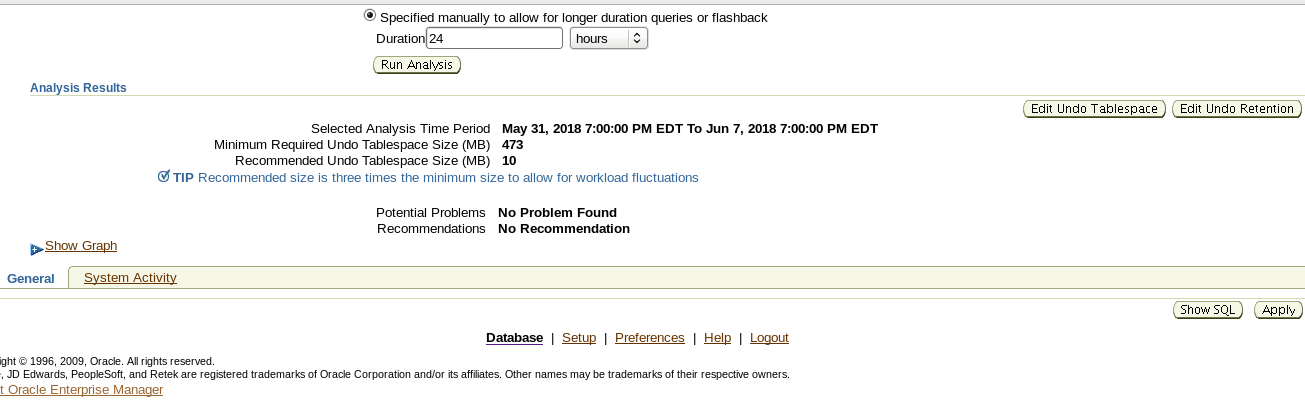 Specified manually to allow for longer duration queries or flashback
Duration 24 hours
Run Analysis
Analysis Results
Edit Undo Tablespace Edit Undo Retention
Selected Analysis Time Period May 31, 2018 7:00:00 PM EDT To Jun 7, 2018 7:00:00 PM EDT
Minimum Required Undo Tablespace Size (MB) 473
Recommended Undo Tablespace Size (MB) 10
TIP Recommended size is three times the minimum size to allow for workload fluctuations
Potential Problems No Problem Found
Recommendations No Recommendation
Show Graph
General System Activity
Show SQL Apply
Database | Setup | Preferences | Help | Logout
ight © 1996, 2009, Oracle. All rights reserved.
, JD Edwards, PeopleSoft, and Retek are registered trademarks of Oracle Corporation and/or its affiliates. Other names may be trademarks of their respective owners.
t Oracle Enterprise Manager